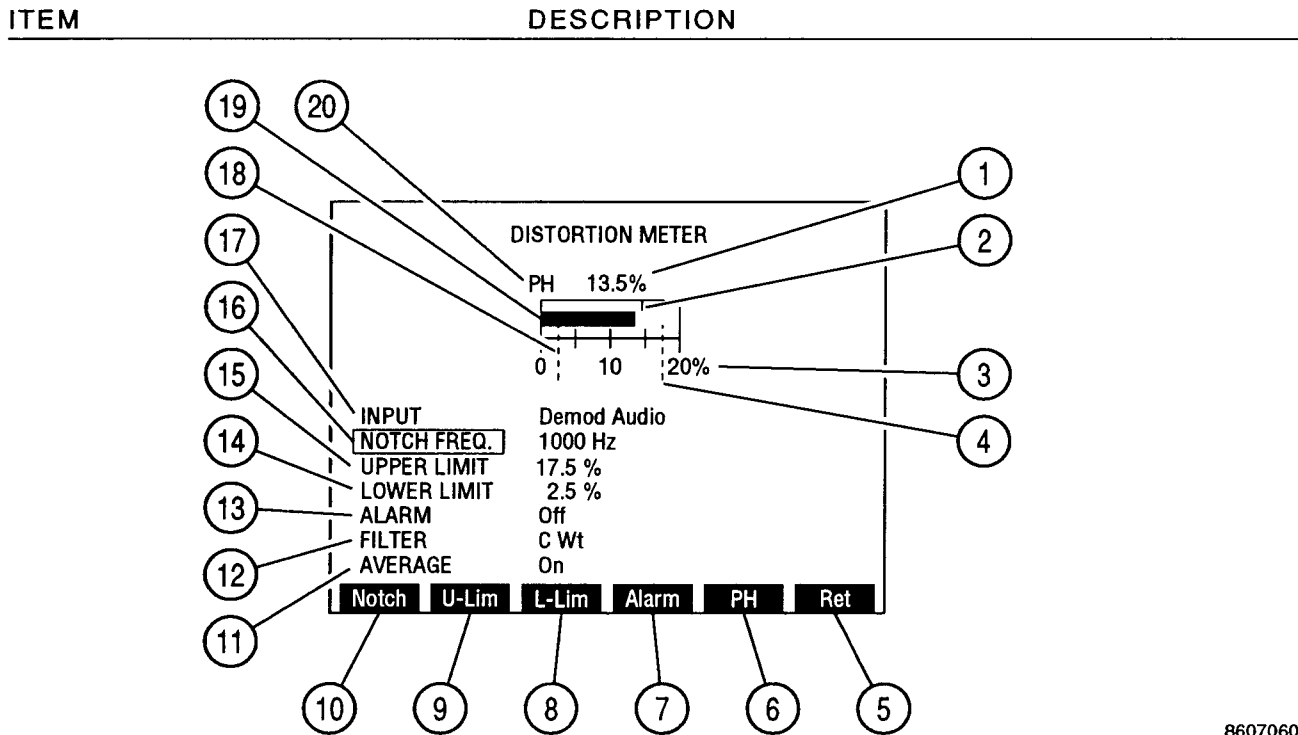 ITEM DESCRIPTION
19 20
18 1
17 DISTORTION METER 2
PH 13.5%
16
15 0 10 20% 3
INPUT Demod Audio
14 NOTCH FREQ. 1000 Hz 4
UPPER LIMIT 17.5 %
LOWER LIMIT 2.5 %
13 ALARM Off
FILTER C Wt
12 AVERAGE On
Notch U-Lim L-Lim Alarm PH Ret
11
10 9 8 7 6 5
8607060